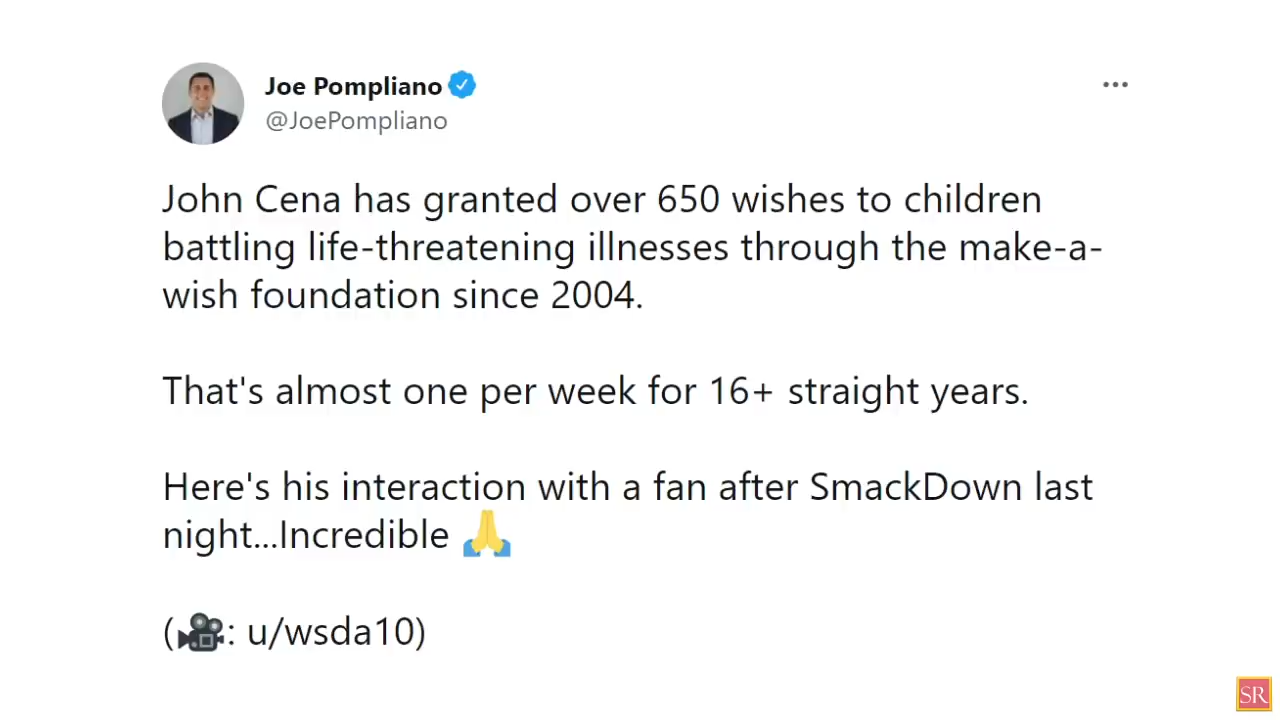 Joe Pompliano
@JoePompliano
John Cena has granted over 650 wishes to children
battling life-threatening illnesses through the make-a-
wish foundation since 2004.
That's almost one per week for 16+ straight years.
Here's his interaction with a fan after SmackDown last
night...Incredible 🙏
(🎥: u/wsda10)
SR